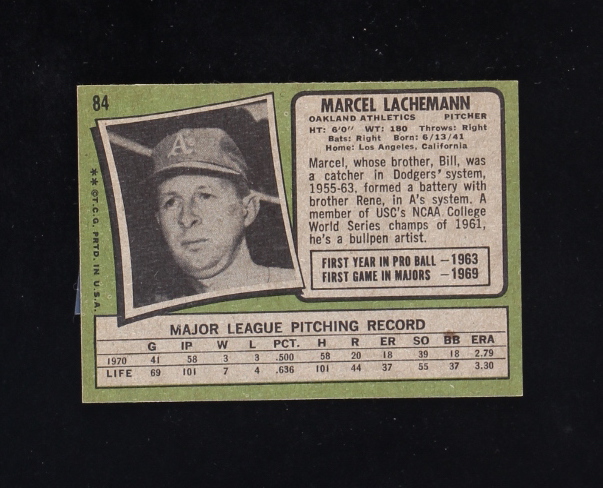 84
MARCEL LACHEMANN
OAKLAND ATHLETICS PITCHER
HT: 6'0" WT: 180 Throws: Right
Bats: Right Born: 6/13/41
Home: Los Angeles, California
Marcel, whose brother, Bill, was
a catcher in Dodgers' system,
1955-63, formed a battery with
brother Rene, in A's system. A
member of USC's NCAA College
World Series champs of 1961,
he's a bullpen artist.
FIRST YEAR IN PRO BALL —1963
FIRST GAME IN MAJORS —1969
A's
**©T.C.G. PRTD. IN U.S.A.
MAJOR LEAGUE PITCHING RECORD
G IP W L PCT. H R ER SO BB ERA
1970 41 58 3 3 .500 58 20 18 39 18 2.79
LIFE 69 101 7 4 .636 101 44 37 55 37 3.30